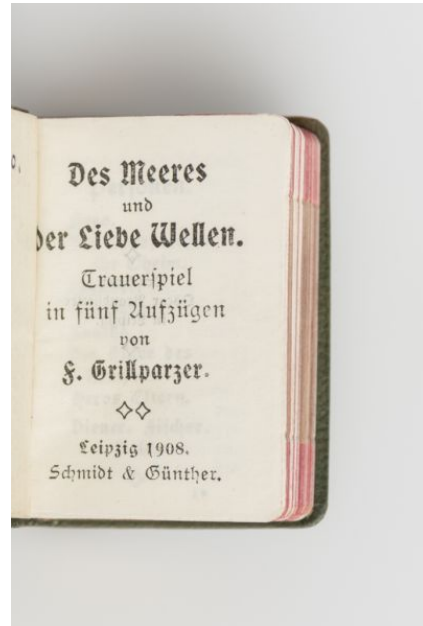 Des Meeres
und
der Liebe Wellen.
Trauerspiel
in fünf Aufzügen
von
F. Grillparzer.
Leipzig 1908.
Schmidt & Günther.